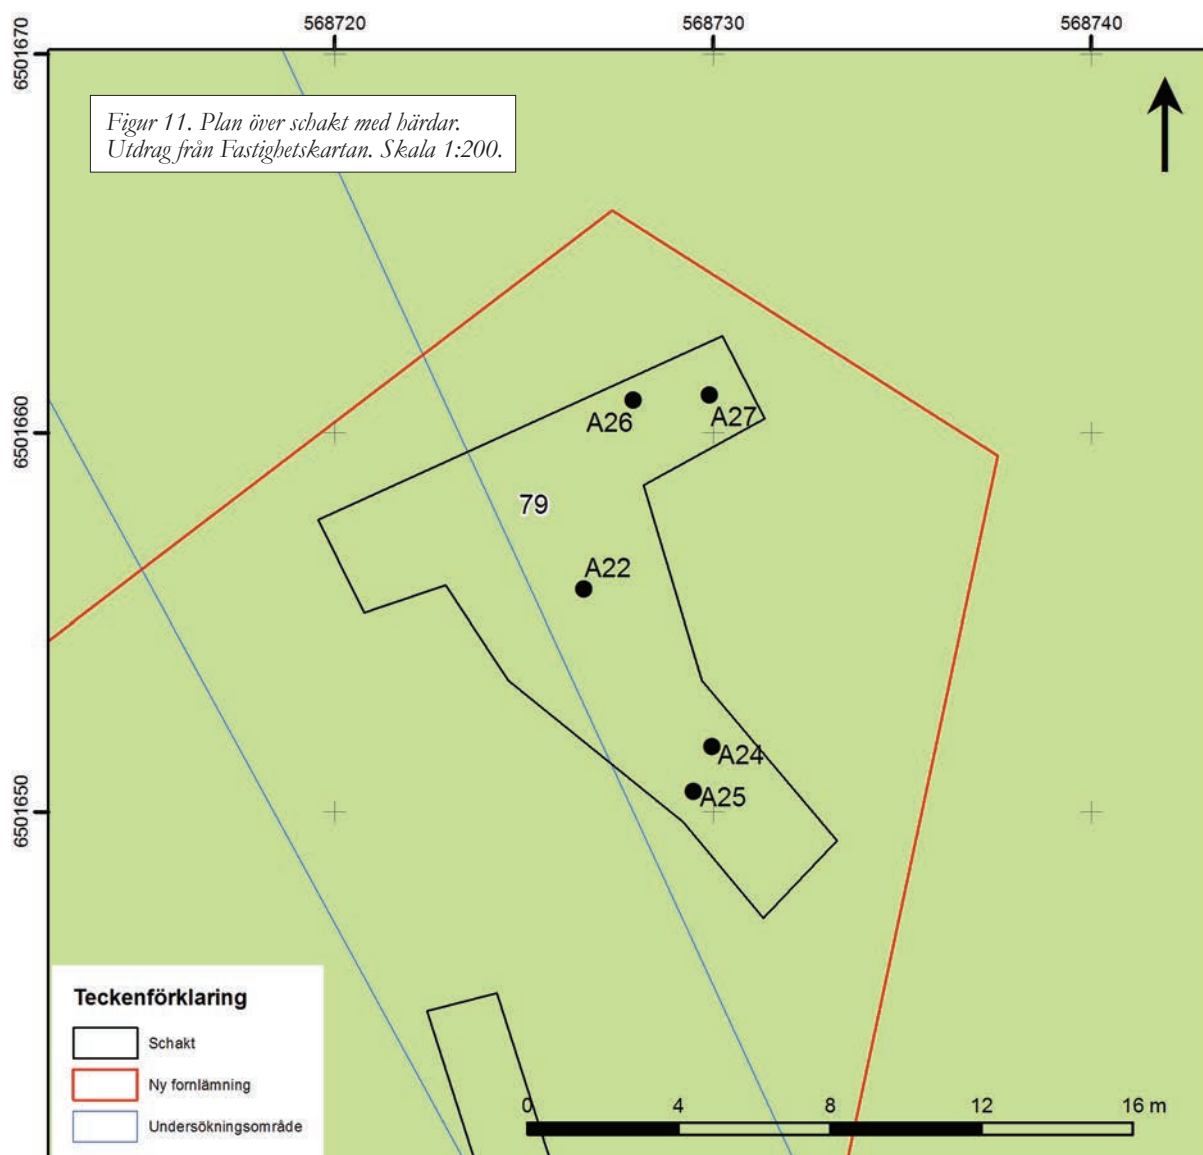 568720
568730
568740
6501670
Figur 11. Plan över schakt med härdar.
Utdrag från Fastighetskartan. Skala 1:200.
A26
A27
6501660
79
A22
A24
A25
6501650
Teckenförklaring
Schakt
Ny fornlämning
Undersökningsområde
0 4 8 12 16 m